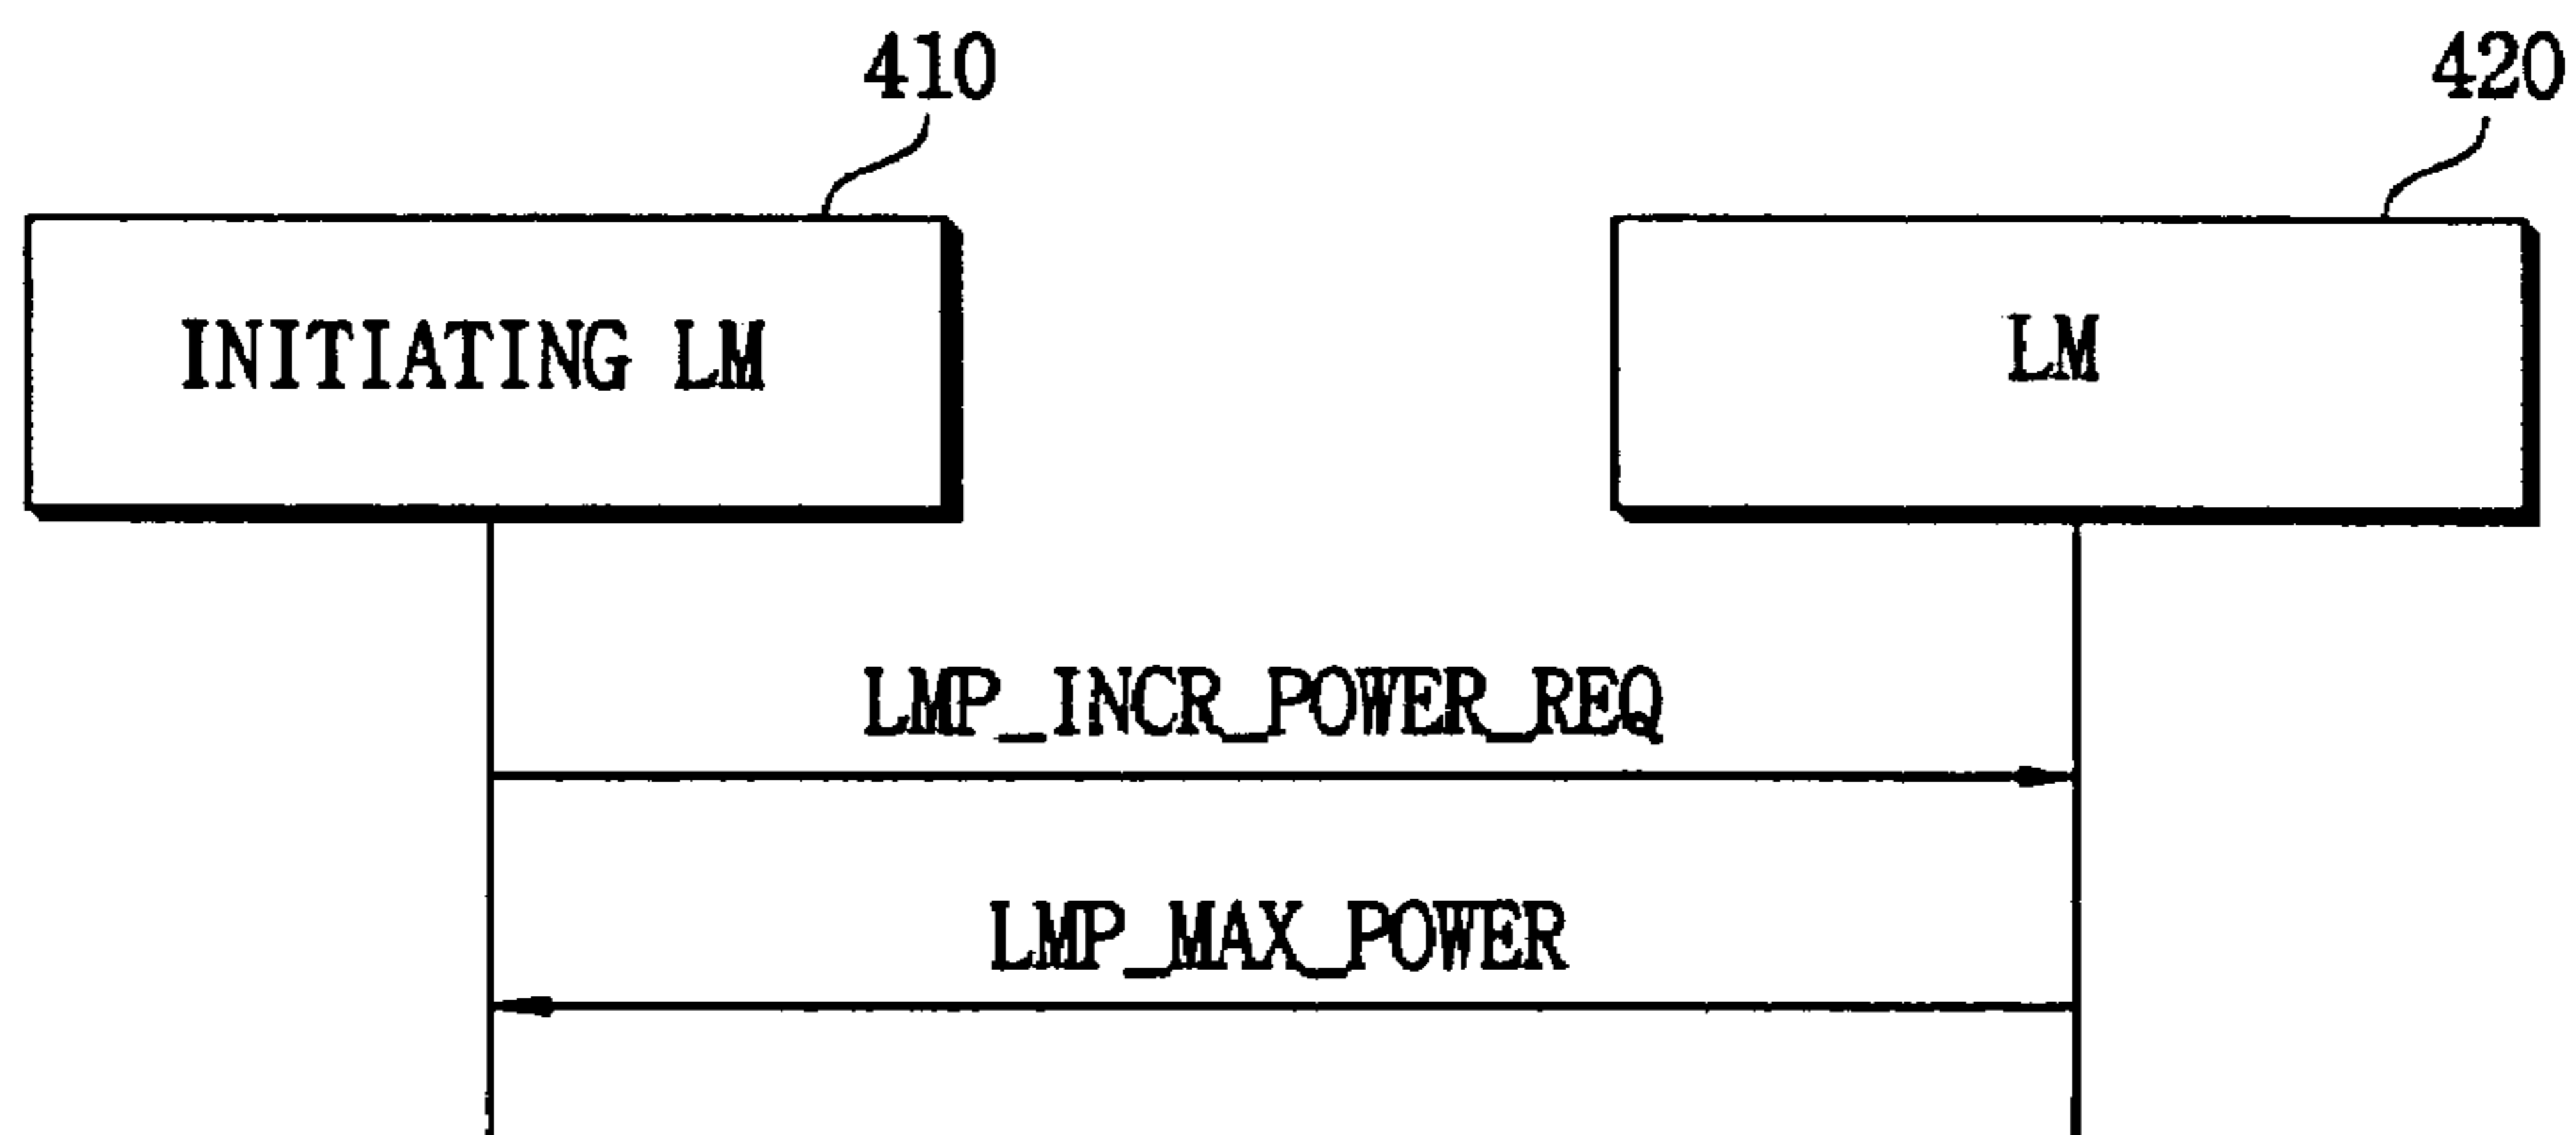 410
420
INITIATING LM
LM
LMP_INCR_POWER_REQ
LMP_MAX_POWER